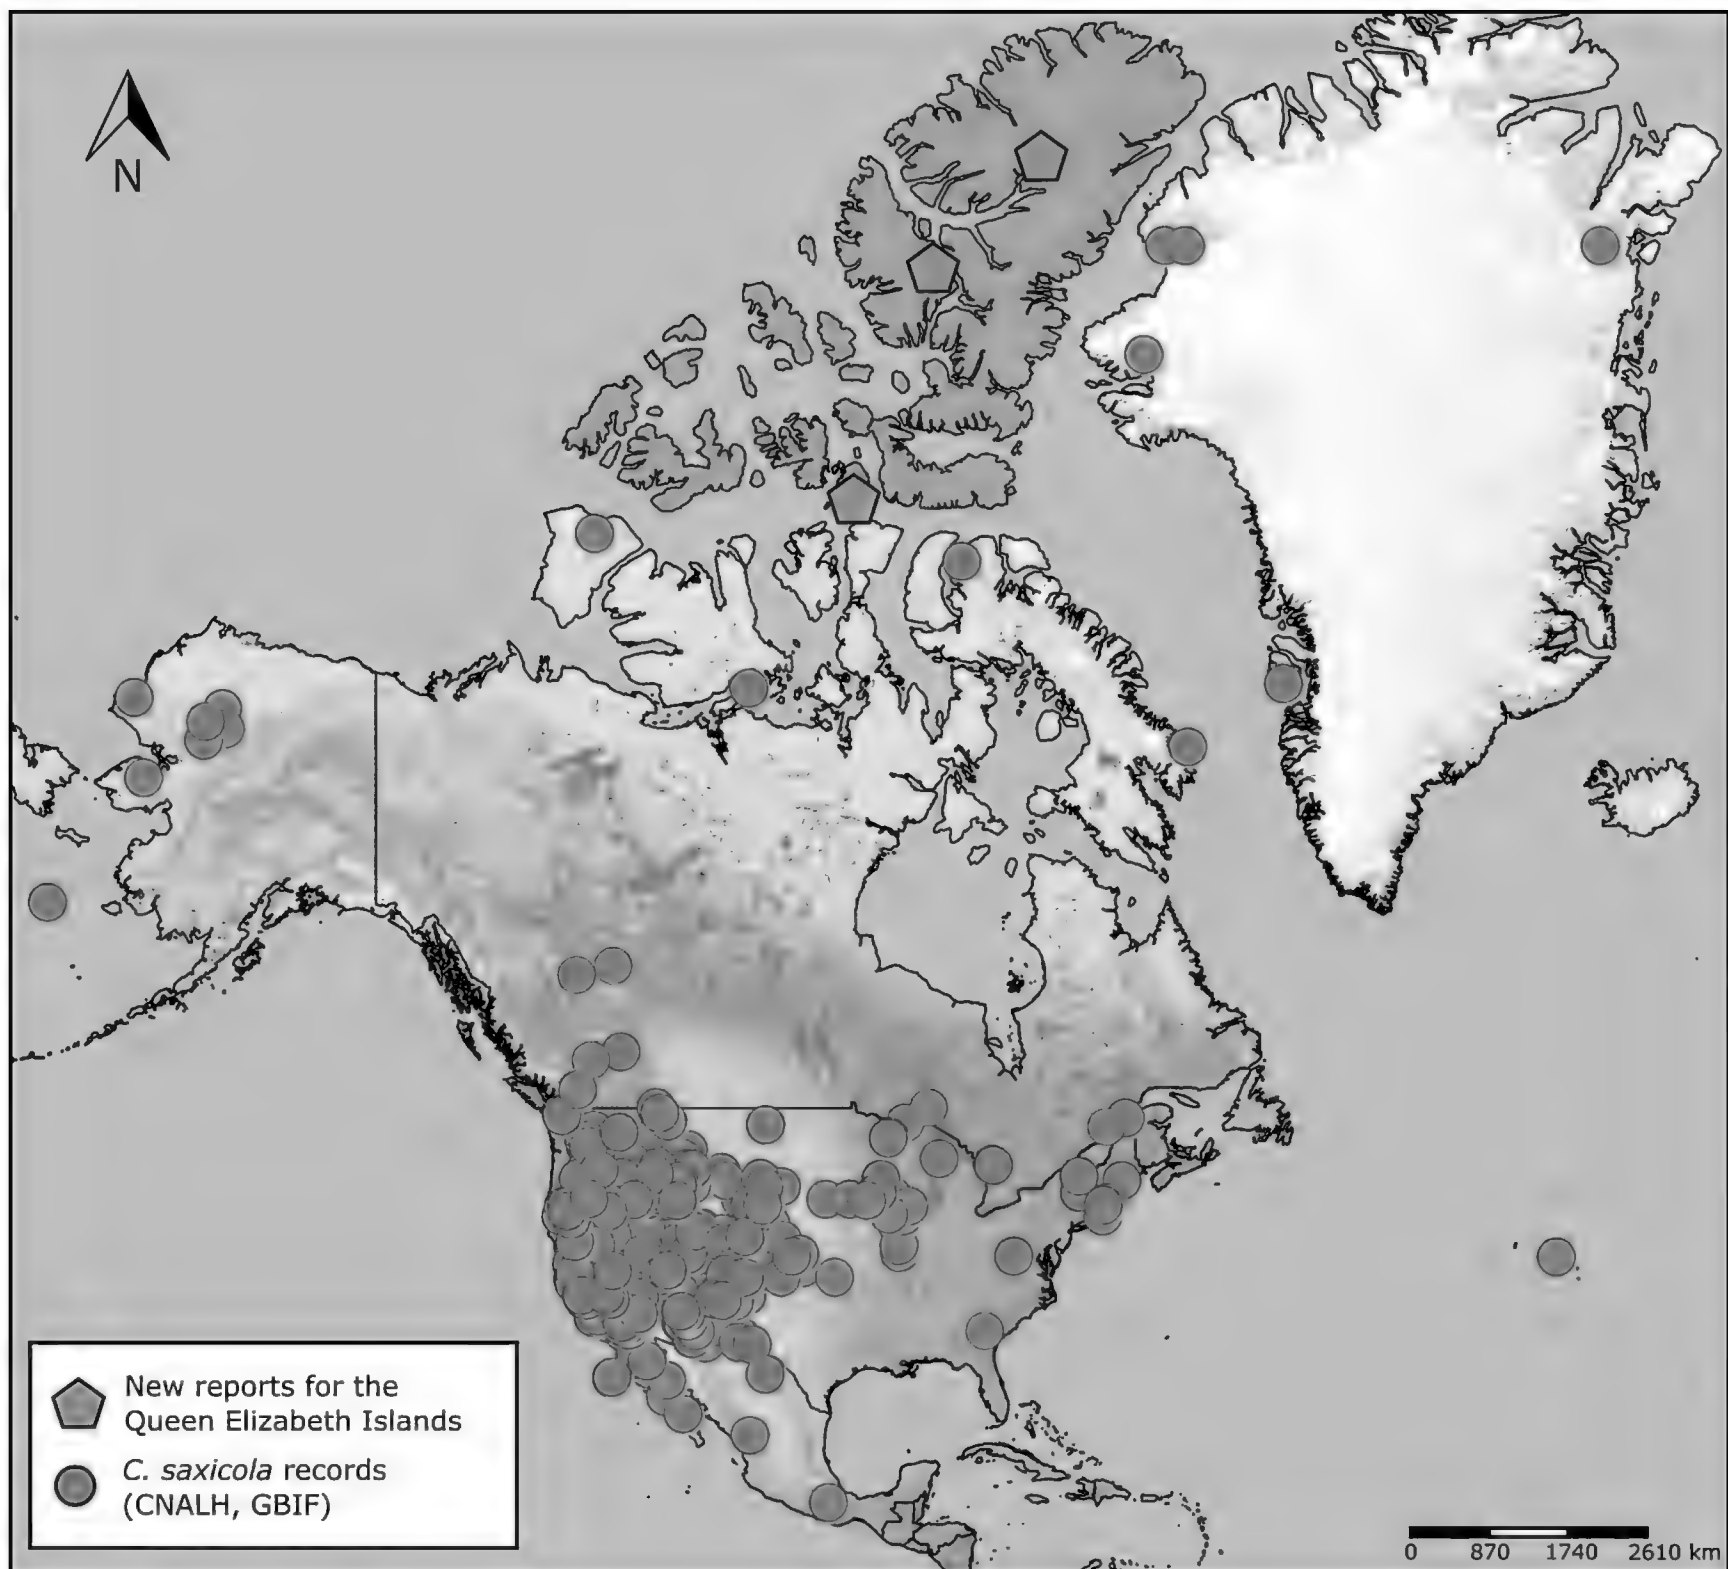 N
New reports for the
Queen Elizabeth Islands
C. saxicola records
(CNALH, GBIF)
0 870 1740 2610 km